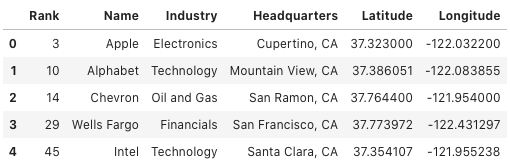 Rank Name Industry Headquarters Latitude Longitude
0 3 Apple Electronics Cupertino, CA 37.323000 -122.032200
1 10 Alphabet Technology Mountain View, CA 37.386051 -122.083855
2 14 Chevron Oil and Gas San Ramon, CA 37.764400 -121.954000
3 29 Wells Fargo Financials San Francisco, CA 37.773972 -122.431297
4 45 Intel Technology Santa Clara, CA 37.354107 -121.955238